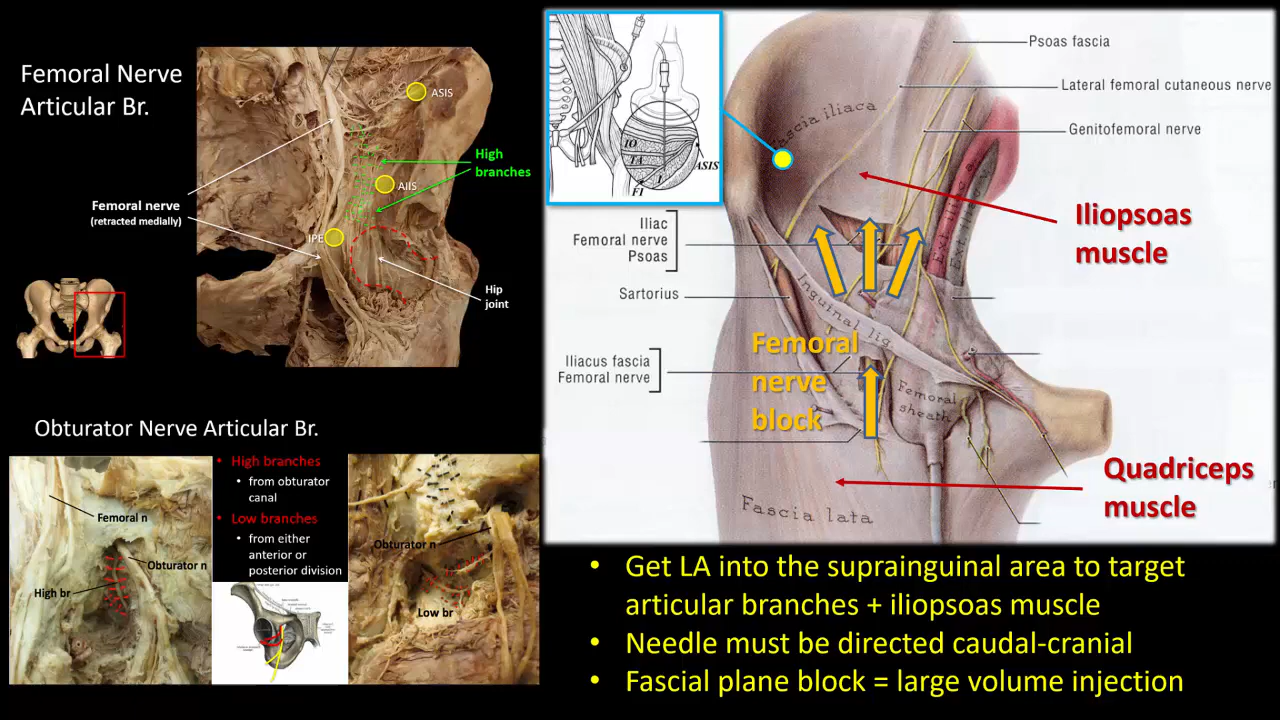 Femoral Nerve
Articular Br.
ASIS
High
branches
AIIS
Femoral nerve
(retracted medially)
IPE
Hip
joint
Obturator Nerve Articular Br.
Femoral n
Obturator n
High br
• High branches
• from obturator
canal
• Low branches
• from either
anterior or
posterior division
Obturator n
Low br
IO
TA
ASIS
I
FI
Psoas fascia
Lateral femoral cutaneous nerve
Genitofemoral nerve
Fascia iliaca
Iliopsoas
muscle
Iliac
Femoral nerve
Psoas
Sartorius
Inguinal lig.
Iliacus fascia
Femoral nerve
Femoral
nerve
block
Femoral
sheath
Quadriceps
muscle
Fascia lata
• Get LA into the suprainguinal area to target
articular branches + iliopsoas muscle
• Needle must be directed caudal-cranial
• Fascial plane block = large volume injection